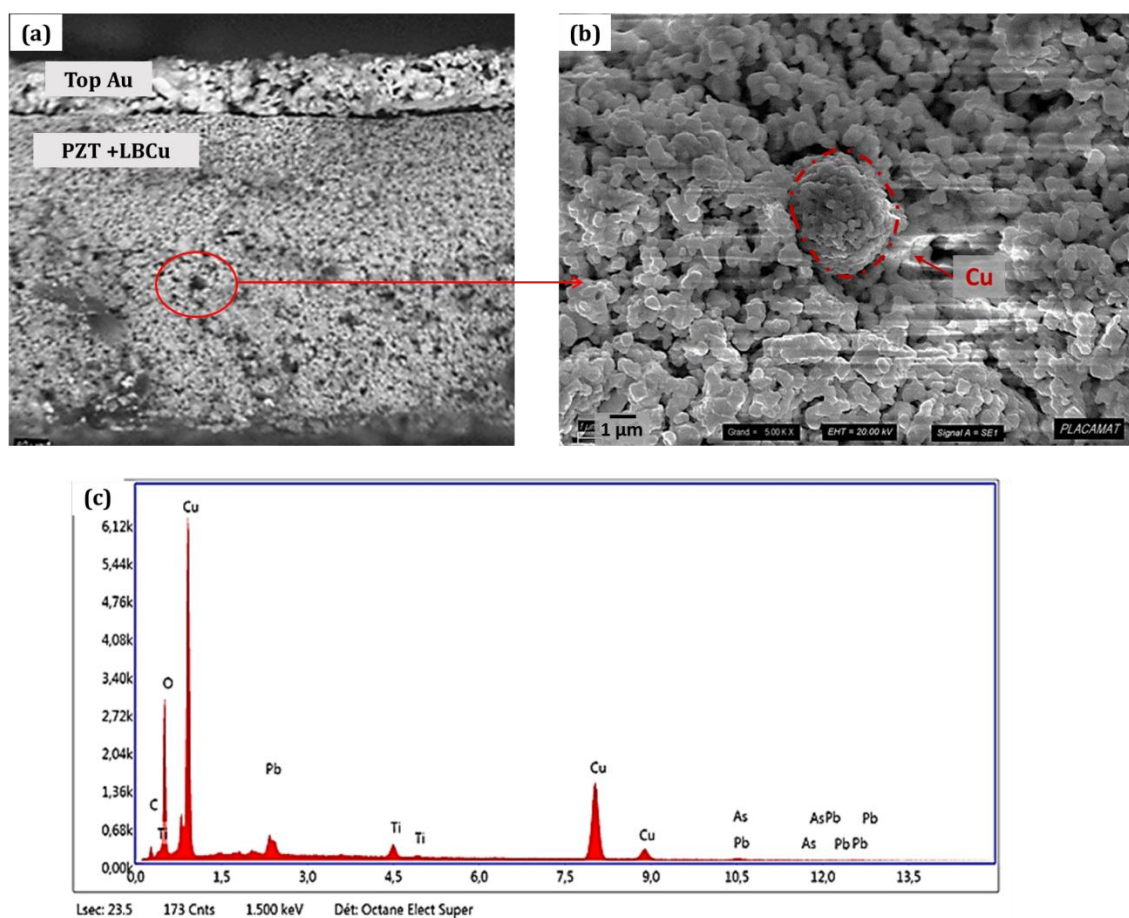 (a)
Top Au
PZT +LBCu
(b)
Cu
1 µm
Grand. = 5.00 K X
EHT = 20.00 kV
Signal A = SE1
PLACAMAT
(c)
Cu
6,12k
5,44k
4,76k
4,08k
3,40k
2,72k
2,04k
1,36k
0,68k
0,00k
O
C
Ti
Pb
Ti
Ti
Cu
Cu
As
Pb
As
Pb
Pb
As
Pb
Pb
0,0
1,5
3,0
4,5
6,0
7,5
9,0
10,5
12,0
13,5
Lsec: 23.5
173 Cnts
1.500 keV
Dét: Octane Elect Super